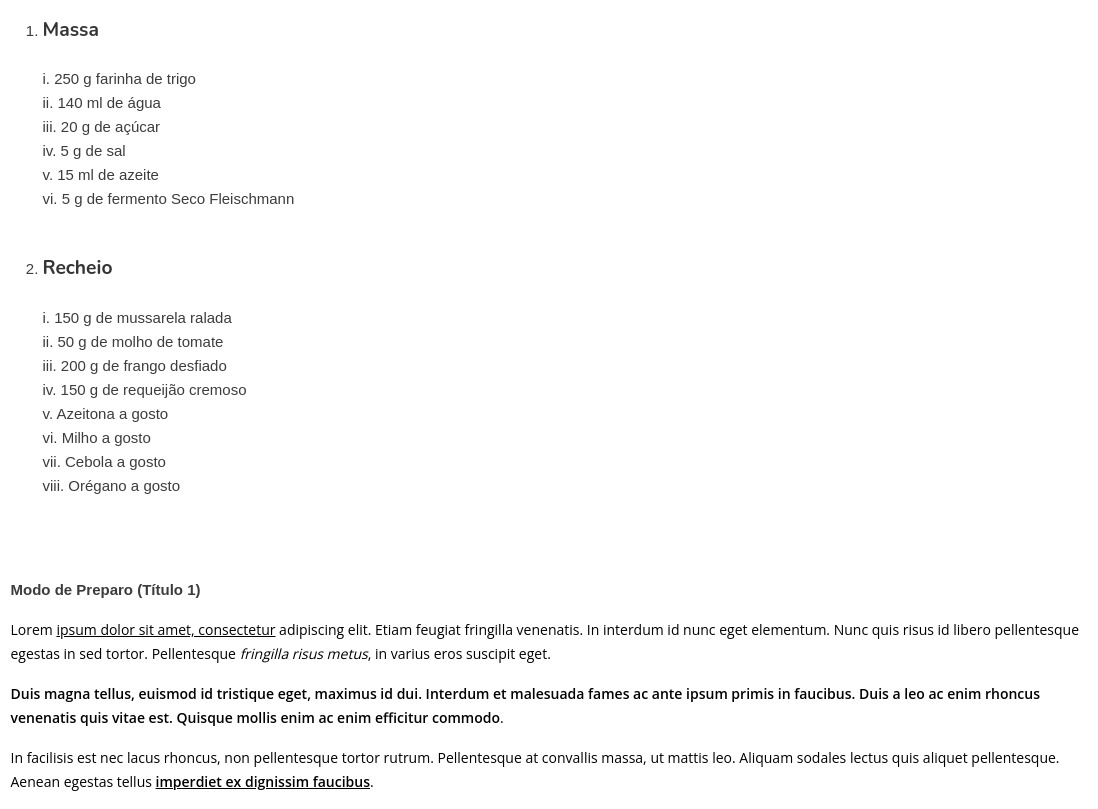 1. Massa
i. 250 g farinha de trigo
ii. 140 ml de água
iii. 20 g de açúcar
iv. 5 g de sal
v. 15 ml de azeite
vi. 5 g de fermento Seco Fleischmann
2. Recheio
i. 150 g de mussarela ralada
ii. 50 g de molho de tomate
iii. 200 g de frango desfiado
iv. 150 g de requeijão cremoso
v. Azeitona a gosto
vi. Milho a gosto
vii. Cebola a gosto
viii. Orégano a gosto
Modo de Preparo (Título 1)
Lorem ipsum dolor sit amet, consectetur adipiscing elit. Etiam feugiat fringilla venenatis. In interdum id nunc eget elementum. Nunc quis risus id libero pellentesque
egestas in sed tortor. Pellentesque fringilla risus metus, in varius eros suscipit eget.
Duis magna tellus, euismod id tristique eget, maximus id dui. Interdum et malesuada fames ac ante ipsum primis in faucibus. Duis a leo ac enim rhoncus
venenatis quis vitae est. Quisque mollis enim ac enim efficitur commodo.
In facilisis est nec lacus rhoncus, non pellentesque tortor rutrum. Pellentesque at convallis massa, ut mattis leo. Aliquam sodales lectus quis aliquet pellentesque.
Aenean egestas tellus imperdiet ex dignissim faucibus.